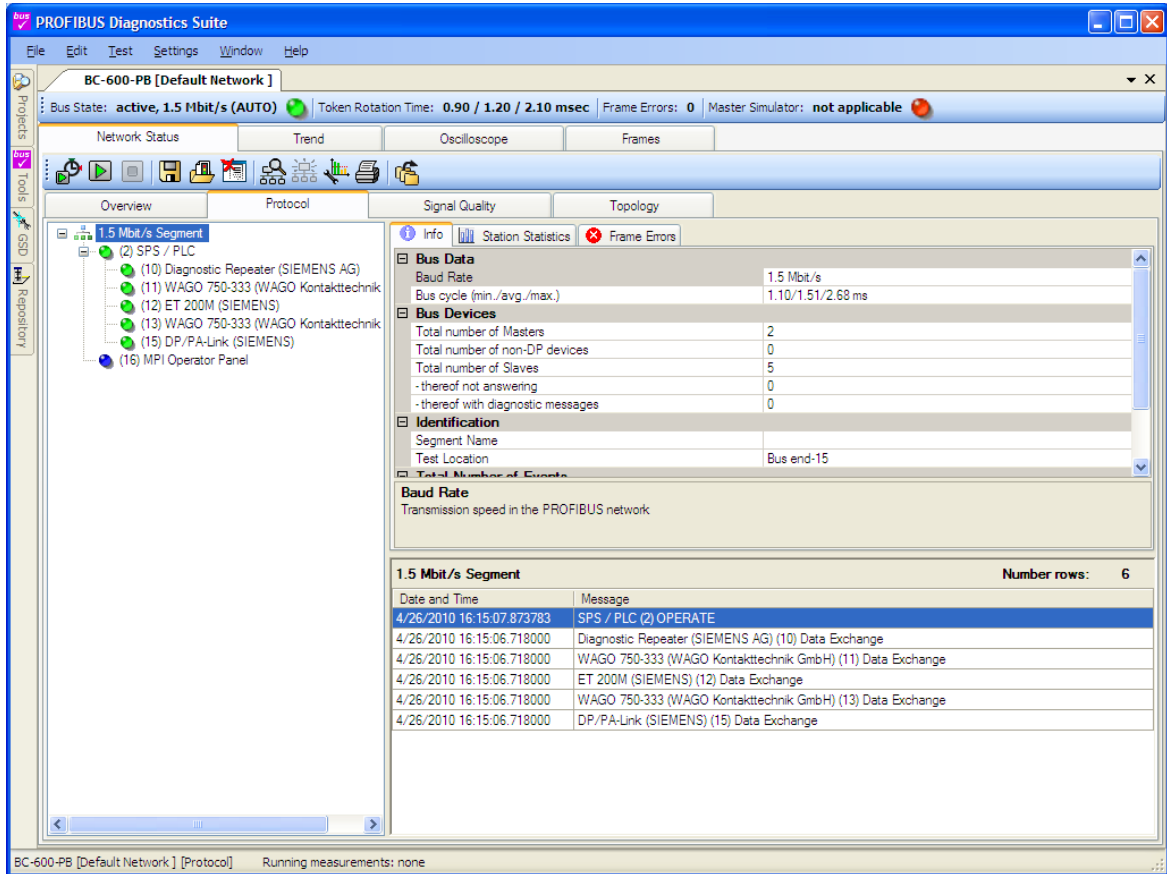 bus PROFIBUS Diagnostics Suite
File Edit Test Settings Window Help
BC-600-PB [Default Network ]
Bus State: active, 1.5 Mbit/s (AUTO) Token Rotation Time: 0.90 / 1.20 / 2.10 msec Frame Errors: 0 Master Simulator: not applicable
Projects
bus Tools
GSD
Repository
Network Status Trend Oscilloscope Frames
Overview Protocol Signal Quality Topology
1.5 Mbit/s Segment
(2) SPS / PLC
(10) Diagnostic Repeater (SIEMENS AG)
(11) WAGO 750-333 (WAGO Kontakttechnik
(12) ET 200M (SIEMENS)
(13) WAGO 750-333 (WAGO Kontakttechnik
(15) DP/PA-Link (SIEMENS)
(16) MPI Operator Panel
Info Station Statistics Frame Errors
Bus Data
Baud Rate 1.5 Mbit/s
Bus cycle (min./avg./max.) 1.10/1.51/2.68 ms
Bus Devices
Total number of Masters 2
Total number of non-DP devices 0
Total number of Slaves 5
- thereof not answering 0
- thereof with diagnostic messages 0
Identification
Segment Name
Test Location Bus end-15
Total Number of Events
Baud Rate
Transmission speed in the PROFIBUS network
1.5 Mbit/s Segment Number rows: 6
Date and Time Message
4/26/2010 16:15:07.873783 SPS / PLC (2) OPERATE
4/26/2010 16:15:06.718000 Diagnostic Repeater (SIEMENS AG) (10) Data Exchange
4/26/2010 16:15:06.718000 WAGO 750-333 (WAGO Kontakttechnik GmbH) (11) Data Exchange
4/26/2010 16:15:06.718000 ET 200M (SIEMENS) (12) Data Exchange
4/26/2010 16:15:06.718000 WAGO 750-333 (WAGO Kontakttechnik GmbH) (13) Data Exchange
4/26/2010 16:15:06.718000 DP/PA-Link (SIEMENS) (15) Data Exchange
BC-600-PB [Default Network ] [Protocol] Running measurements: none